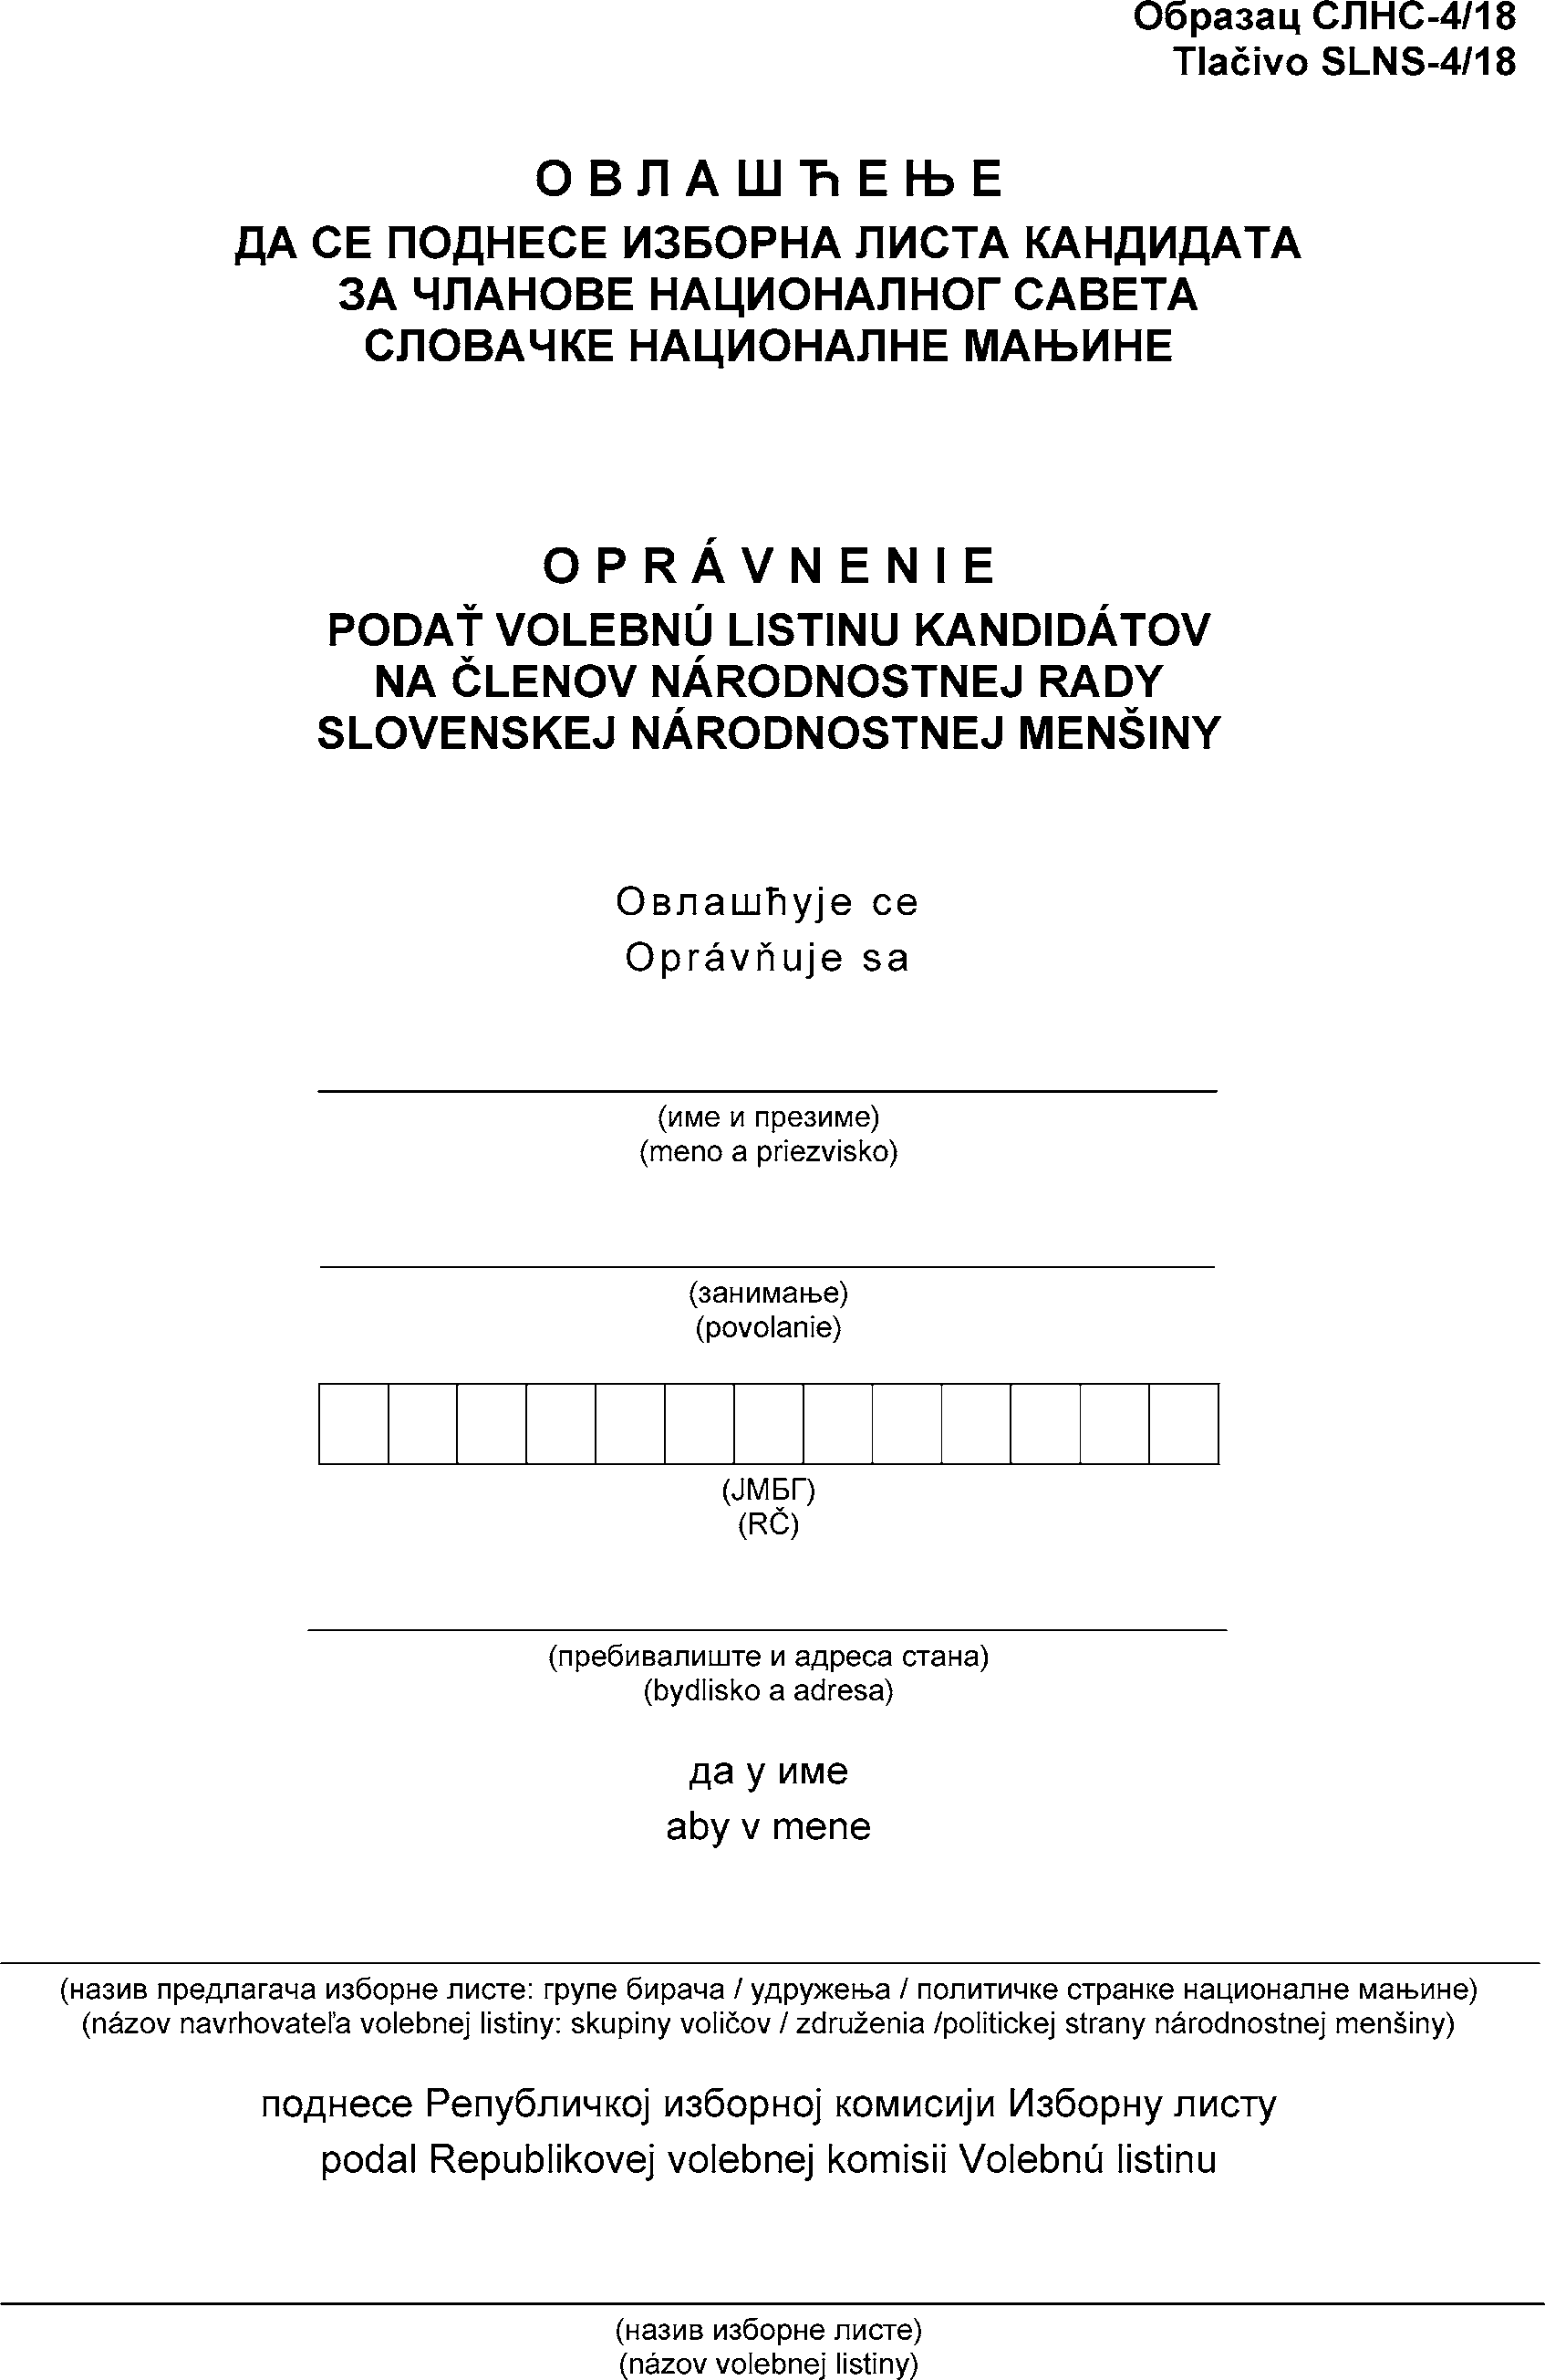 Образац СЛНС-4/18
Tlačivo SLNS-4/18
О В Л А Ш Ћ Е Њ Е
ДА СЕ ПОДНЕСЕ ИЗБОРНА ЛИСТА КАНДИДАТА
ЗА ЧЛАНОВЕ НАЦИОНАЛНОГ САВЕТА
СЛОВАЧКЕ НАЦИОНАЛНЕ МАЊИНЕ
O P R Á V N E N I E
PODAŤ VOLEBNÚ LISTINU KANDIDÁTOV
NA ČLENOV NÁRODNOSTNEJ RADY
SLOVENSKEJ NÁRODNOSTNEJ MENŠINY
Овлашћује се
Oprávňuje sa
(име и презиме)
(meno a priezvisko)
(занимање)
(povolanie)
(ЈМБГ)
(RČ)
(пребивалиште и адреса стана)
(bydlisko a adresa)
да у име
aby v mene
(назив предлагача изборне листе: групе бирача / удружења / политичке странке националне мањине)
(názov navrhovateľa volebnej listiny: skupiny voličov / združenia /politickej strany národnostnej menšiny)
поднесе Републичкој изборној комисији Изборну листу
podal Republikovej volebnej komisii Volebnú listinu
(назив изборне листе)
(názov volebnej listiny)